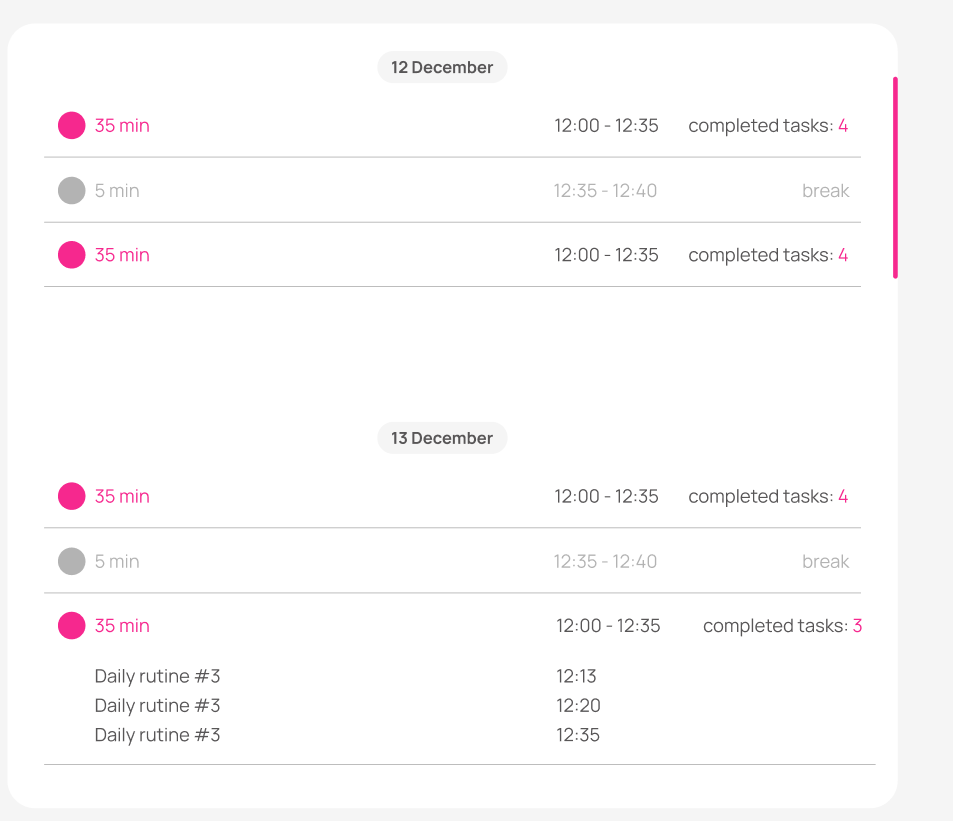 12 December
35 min 12:00 - 12:35 completed tasks: 4
5 min 12:35 - 12:40 break
35 min 12:00 - 12:35 completed tasks: 4
13 December
35 min 12:00 - 12:35 completed tasks: 4
5 min 12:35 - 12:40 break
35 min 12:00 - 12:35 completed tasks: 3
Daily rutine #3 12:13
Daily rutine #3 12:20
Daily rutine #3 12:35